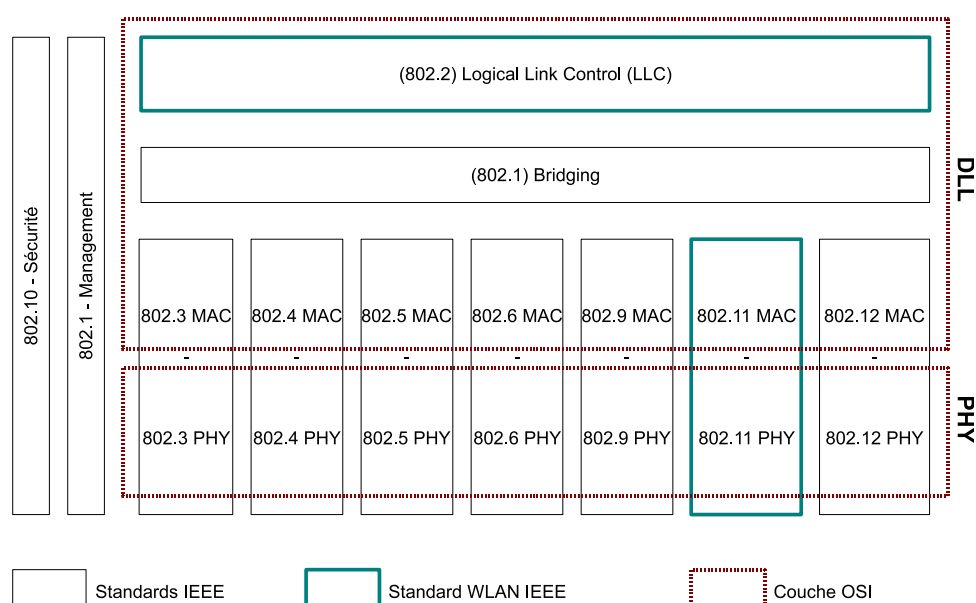 802.10 - Sécurité
802.1 - Management
(802.2) Logical Link Control (LLC)
(802.1) Bridging
DLL
802.3 MAC
802.4 MAC
802.5 MAC
802.6 MAC
802.9 MAC
802.11 MAC
802.12 MAC
-
-
-
-
-
-
-
PHY
802.3 PHY
802.4 PHY
802.5 PHY
802.6 PHY
802.9 PHY
802.11 PHY
802.12 PHY
Standards IEEE
Standard WLAN IEEE
Couche OSI